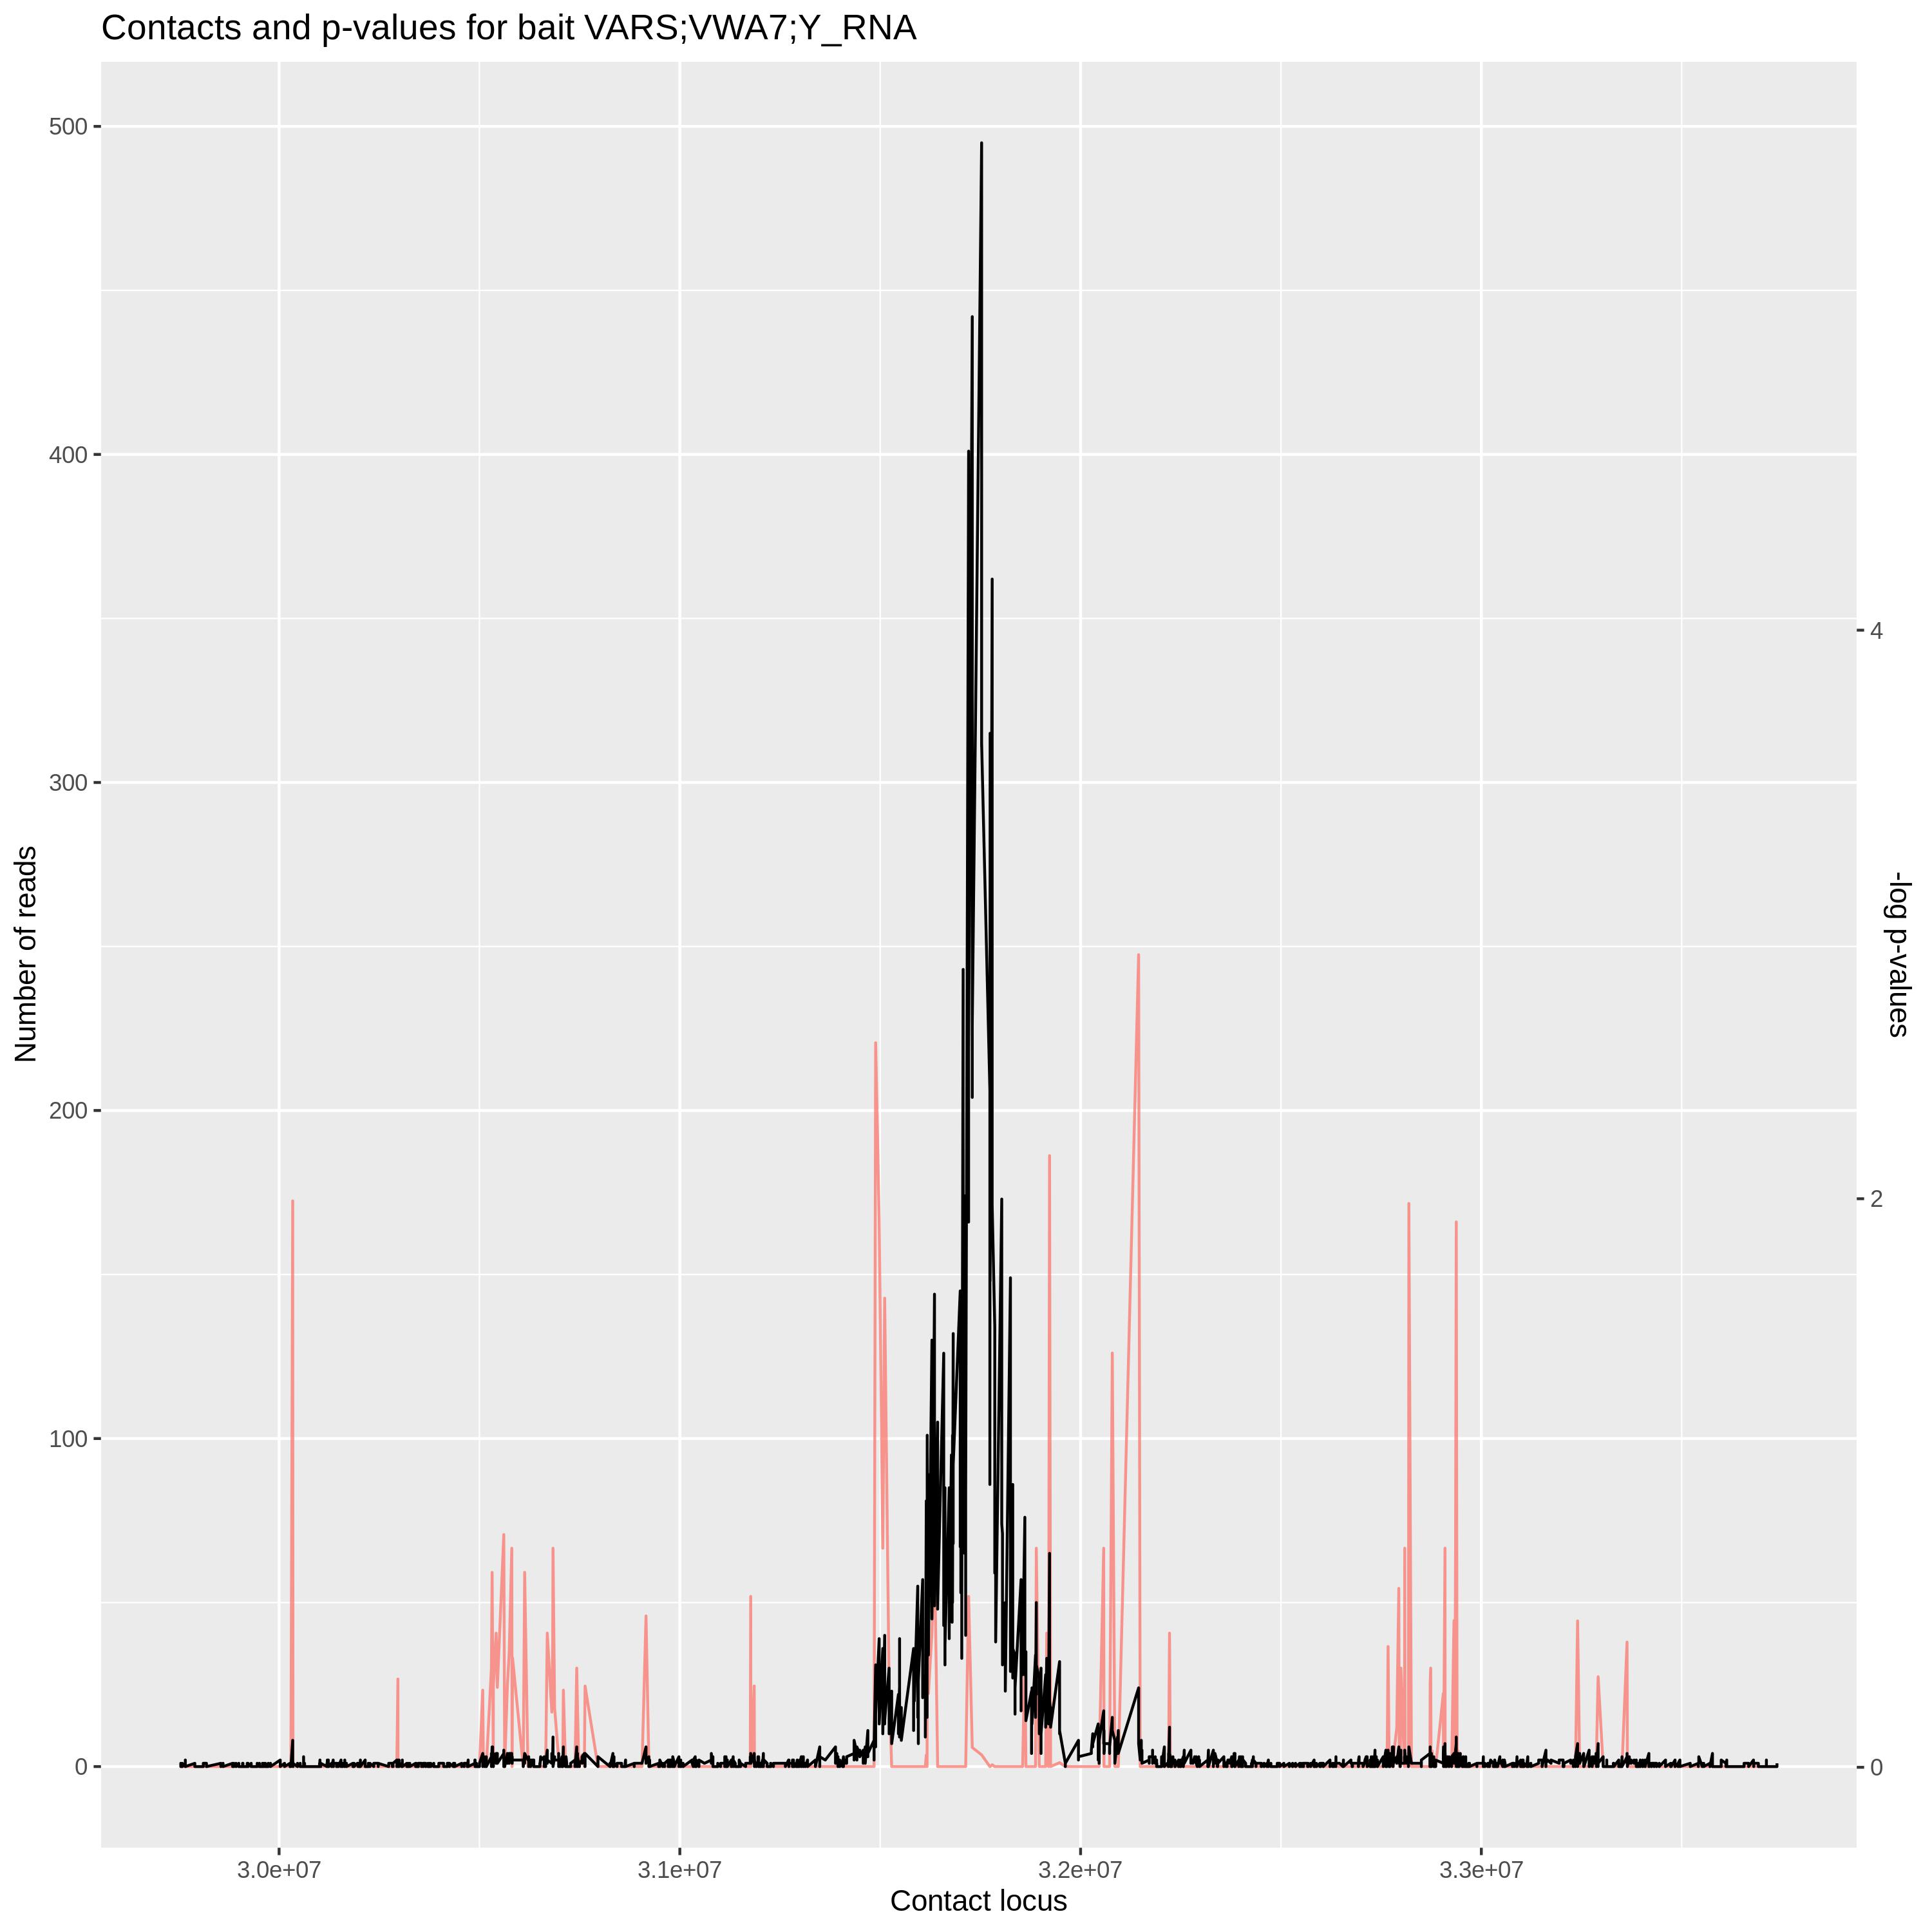 Contacts and p-values for bait VARS;VWA7;Y_RNA
500
400
300
200
100
0
Number of reads
4
2
0
-log p-values
3.0e+07
3.1e+07
3.2e+07
3.3e+07
Contact locus